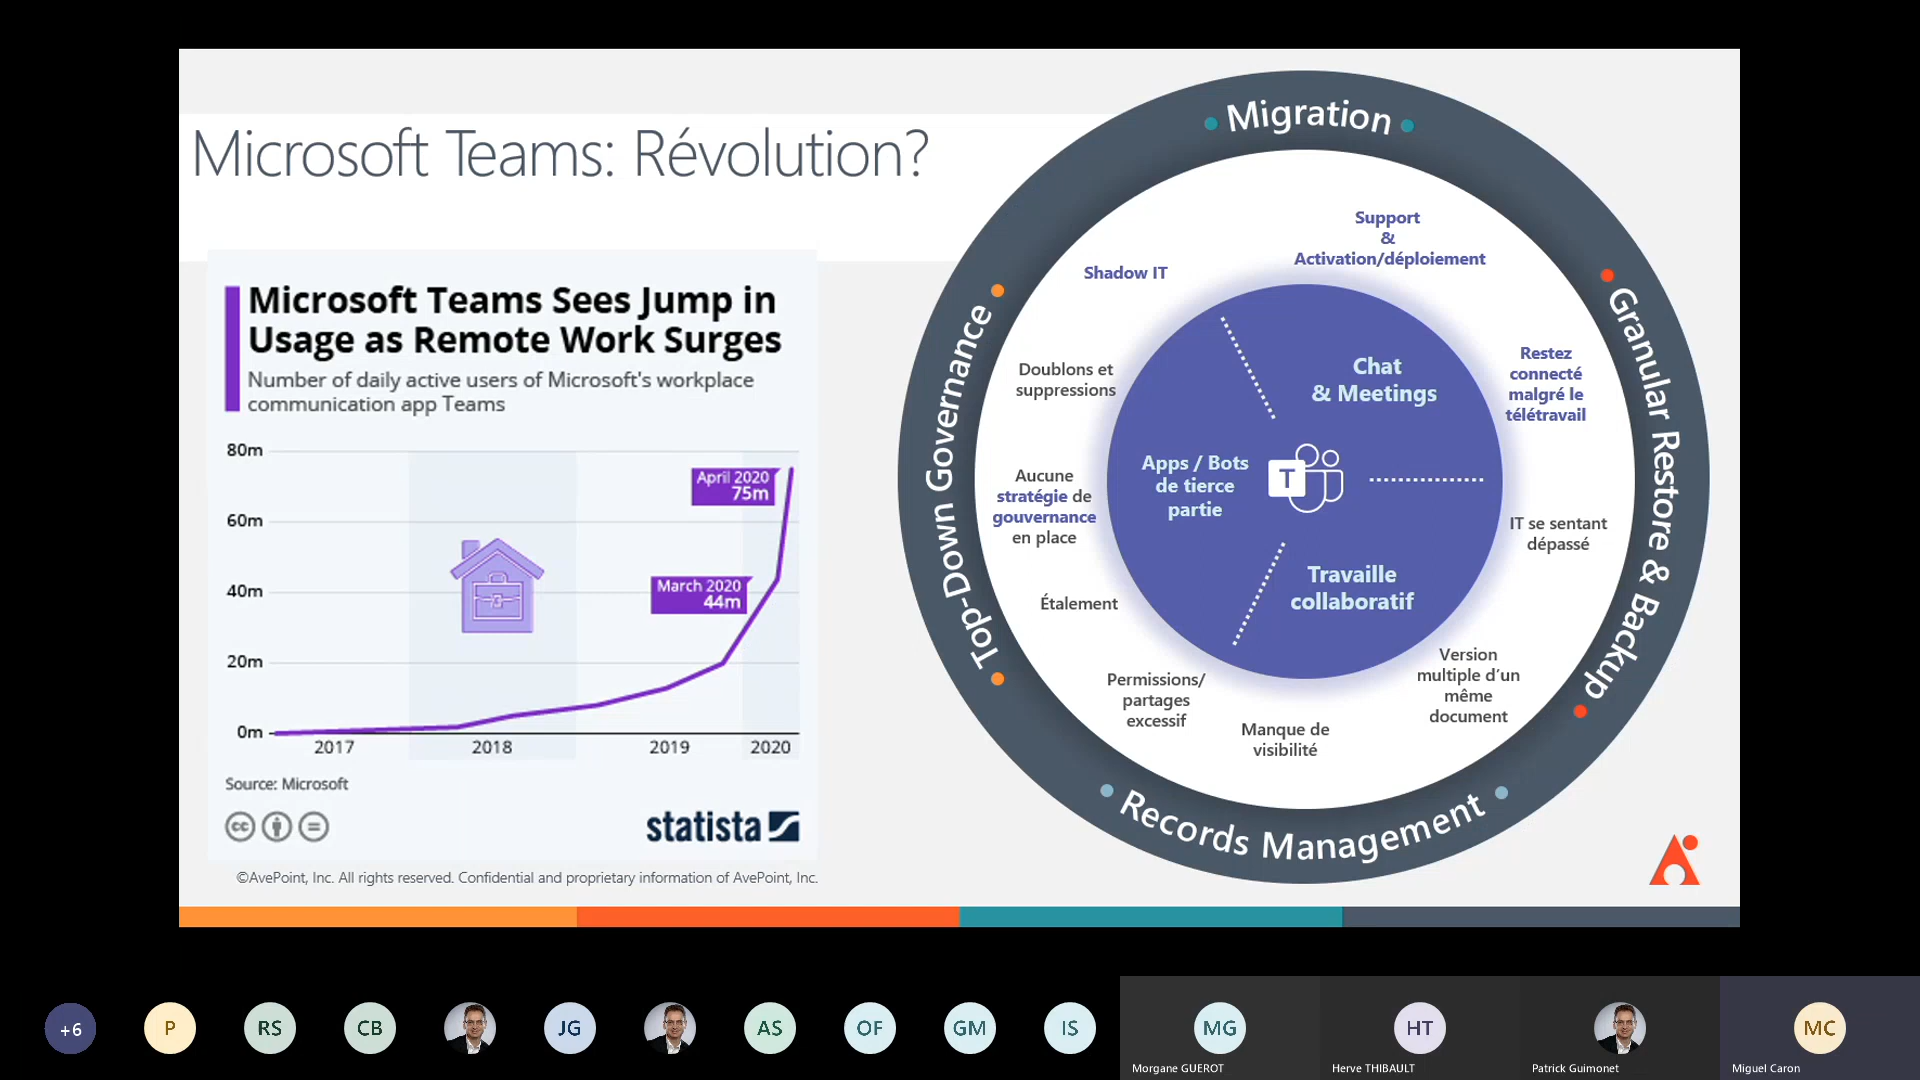 Microsoft Teams: Révolution?
Microsoft Teams Sees Jump in
Usage as Remote Work Surges
Number of daily active users of Microsoft's workplace
communication app Teams
80m
60m
40m
20m
0m
April 2020
75m
March 2020
44m
2017
2018
2019
2020
Source: Microsoft
cc
statista
©AvePoint, Inc. All rights reserved. Confidential and proprietary information of AvePoint, Inc.
Migration
Granular Restore & Backup
Records Management
Top-Down Governance
Support
&
Activation/déploiement
Shadow IT
Restez
connecté
malgré le
télétravail
Doublons et
suppressions
Aucune
stratégie de
gouvernance
en place
IT se sentant
dépassé
Étalement
Version
multiple d’un
même
document
Permissions/
partages
excessif
Manque de
visibilité
Chat
& Meetings
Apps / Bots
de tierce
partie
T
Travaille
collaboratif
+6
P
RS
CB
JG
AS
OF
GM
IS
MG
Morgane GUEROT
HT
Herve THIBAULT
Patrick Guimonet
MC
Miguel Caron